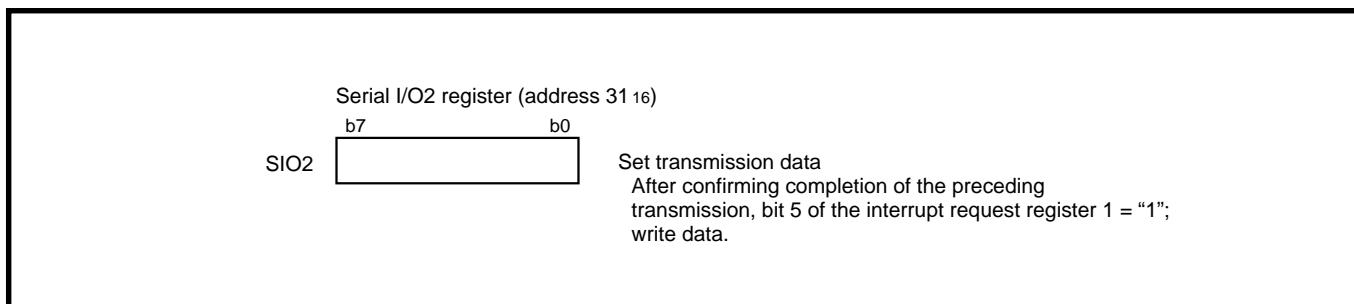 Serial I/O2 register (address 31 16)
b7 b0
SIO2
Set transmission data
After confirming completion of the preceding
transmission, bit 5 of the interrupt request register 1 = “1”;
write data.